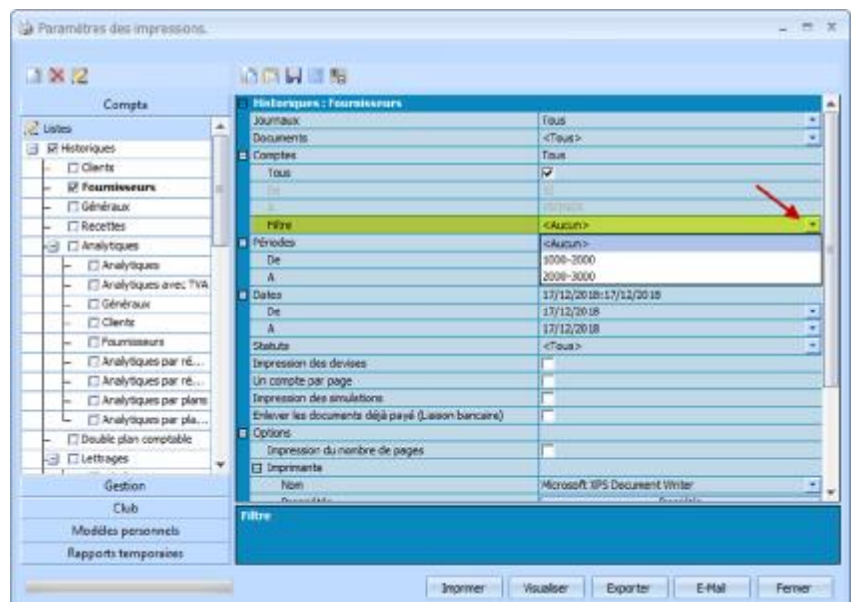 Paramètres des impressions.
Compta
Listes
Historiques
Clients
Fournisseurs
Généraux
Recettes
Analytiques
Analytiques
Analytiques avec TVA
Généraux
Clients
Fournisseurs
Analytiques par ré...
Analytiques par ré...
Analytiques par plans
Analytiques par pla...
Double plan comptable
Lettrages
Gestion
Club
Modèles personnels
Rapports temporaires
Historiques : Fournisseurs
Journaux Tous
Documents <Tous>
Comptes Tous
Tous
De
A
Filtre <Aucun>
Périodes <Aucun>
De 1000-2000
A 2000-3000
Dates 17/12/2018:17/12/2018
De 17/12/2018
A 17/12/2018
Statuts <Tous>
Impression des devises
Un compte par page
Impression des simulations
Enlever les documents déjà payé (Liaison bancaire)
Options
Impression du nombre de pages
Imprimante
Nom Microsoft XPS Document Writer
Filtre
Imprimer Visualiser Exporter E-Mail Fermer